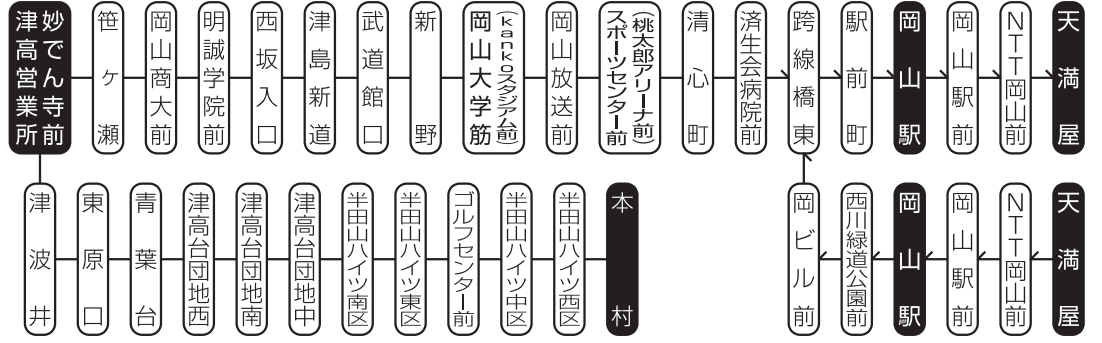 妙でん寺前
津高営業所
笹ヶ瀬
岡山商大前
明誠学院前
西坂入口
津島新道
武道館口
新野
(kankoスタジアム前)
岡山大学筋
岡山放送前
(桃太郎アリーナ前)
スポーツセンター前
清心町
済生会病院前
跨線橋東
駅前町
岡山駅
岡山駅前
NTT岡山前
天満屋
津波井
東原口
青葉台
津高台団地西
津高台団地南
津高台団地中
半田山ハイツ南区
半田山ハイツ東区
ゴルフセンター前
半田山ハイツ中区
半田山ハイツ西区
本村
岡ビル前
西川緑道公園前
岡山駅
岡山駅前
NTT岡山前
天満屋